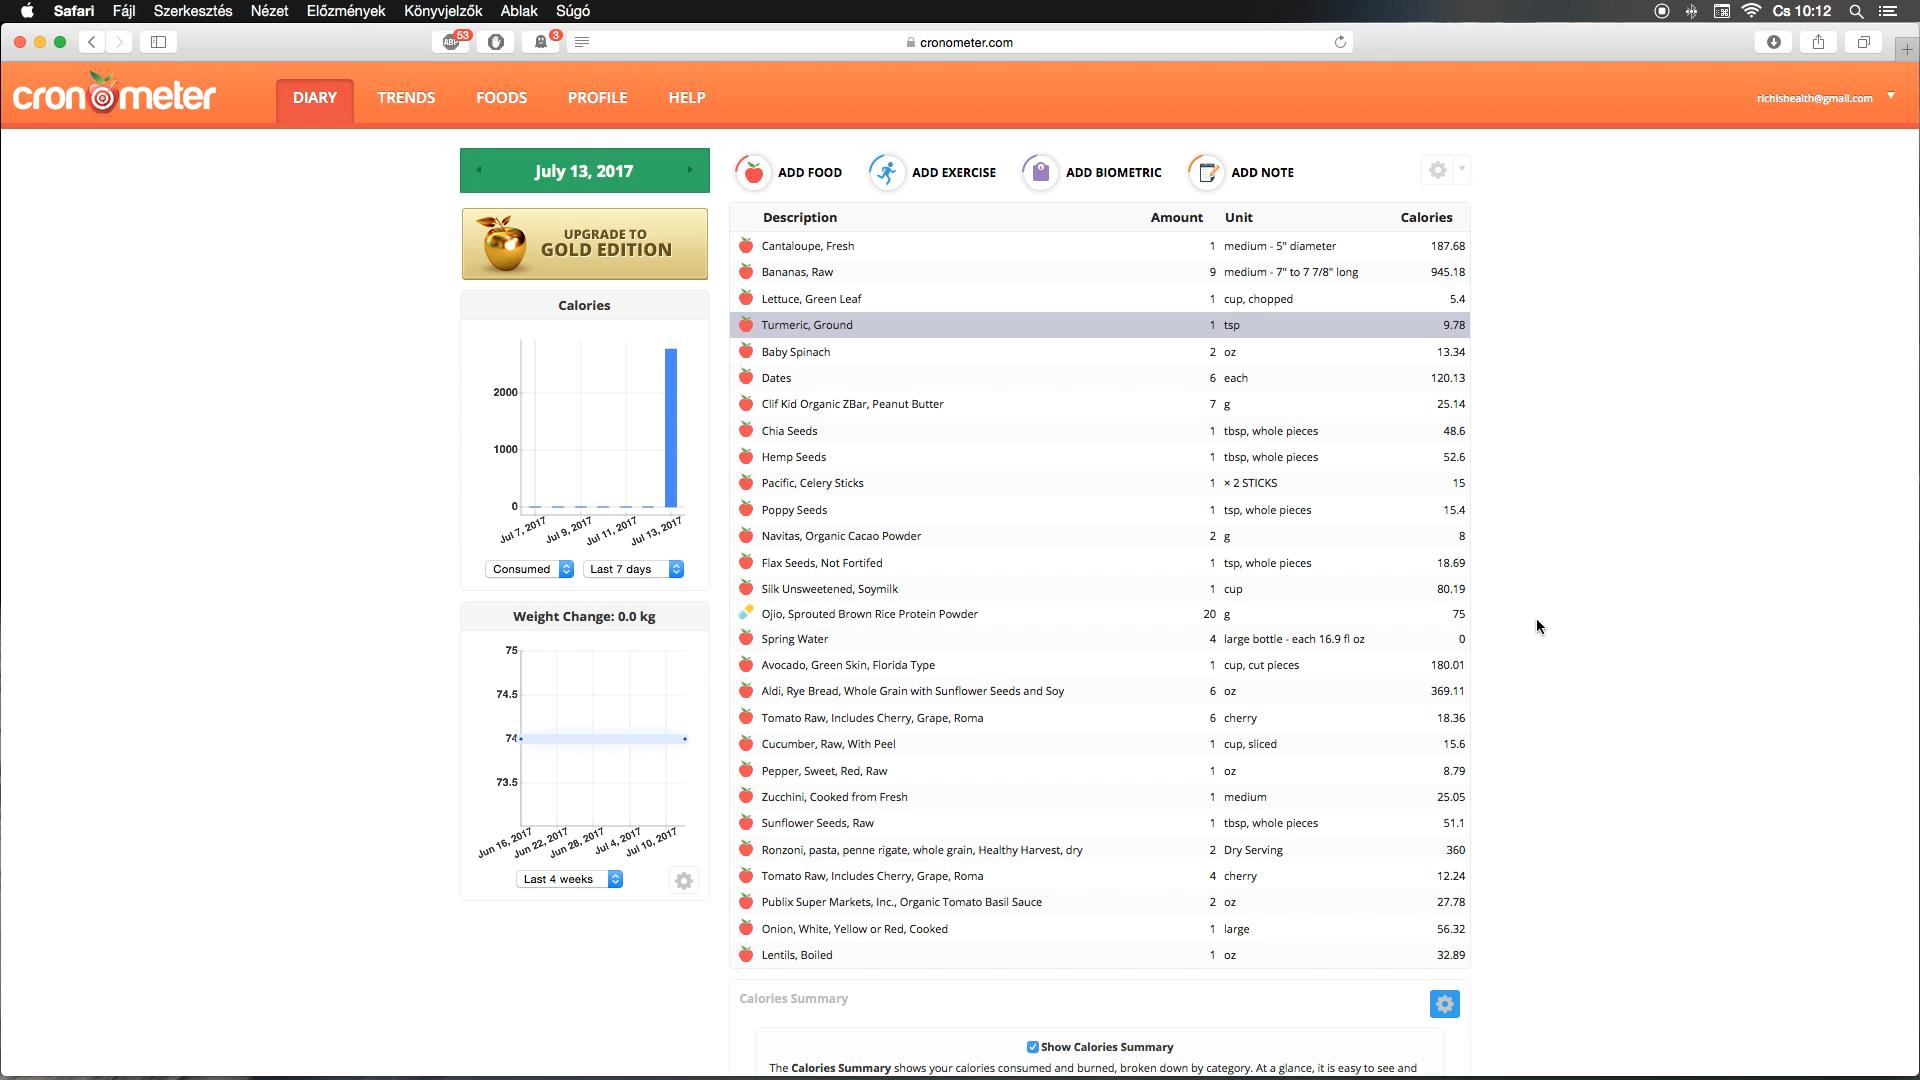 Safari Fájl Szerkesztés Nézet Előzmények Könyvjelzők Ablak Súgó Cs 10:12
ABP 53 3 cronometer.com
cronometer DIARY TRENDS FOODS PROFILE HELP richishealth@gmail.com
July 13, 2017
ADD FOOD ADD EXERCISE ADD BIOMETRIC ADD NOTE
UPGRADE TO
GOLD EDITION
Calories
2000
1000
0
Jul 7, 2017 Jul 9, 2017 Jul 11, 2017 Jul 13, 2017
Consumed Last 7 days
Weight Change: 0.0 kg
75
74.5
74
73.5
Jun 16, 2017 Jun 22, 2017 Jun 28, 2017 Jul 4, 2017 Jul 10, 2017
Last 4 weeks
Description Amount Unit Calories
Cantaloupe, Fresh 1 medium - 5" diameter 187.68
Bananas, Raw 9 medium - 7" to 7 7/8" long 945.18
Lettuce, Green Leaf 1 cup, chopped 5.4
Turmeric, Ground 1 tsp 9.78
Baby Spinach 2 oz 13.34
Dates 6 each 120.13
Clif Kid Organic ZBar, Peanut Butter 7 g 25.14
Chia Seeds 1 tbsp, whole pieces 48.6
Hemp Seeds 1 tbsp, whole pieces 52.6
Pacific, Celery Sticks 1 × 2 STICKS 15
Poppy Seeds 1 tsp, whole pieces 15.4
Navitas, Organic Cacao Powder 2 g 8
Flax Seeds, Not Fortifed 1 tsp, whole pieces 18.69
Silk Unsweetened, Soymilk 1 cup 80.19
Ojio, Sprouted Brown Rice Protein Powder 20 g 75
Spring Water 4 large bottle - each 16.9 fl oz 0
Avocado, Green Skin, Florida Type 1 cup, cut pieces 180.01
Aldi, Rye Bread, Whole Grain with Sunflower Seeds and Soy 6 oz 369.11
Tomato Raw, Includes Cherry, Grape, Roma 6 cherry 18.36
Cucumber, Raw, With Peel 1 cup, sliced 15.6
Pepper, Sweet, Red, Raw 1 oz 8.79
Zucchini, Cooked from Fresh 1 medium 25.05
Sunflower Seeds, Raw 1 tbsp, whole pieces 51.1
Ronzoni, pasta, penne rigate, whole grain, Healthy Harvest, dry 2 Dry Serving 360
Tomato Raw, Includes Cherry, Grape, Roma 4 cherry 12.24
Publix Super Markets, Inc., Organic Tomato Basil Sauce 2 oz 27.78
Onion, White, Yellow or Red, Cooked 1 large 56.32
Lentils, Boiled 1 oz 32.89
Calories Summary
Show Calories Summary
The Calories Summary shows your calories consumed and burned, broken down by category. At a glance, it is easy to see and